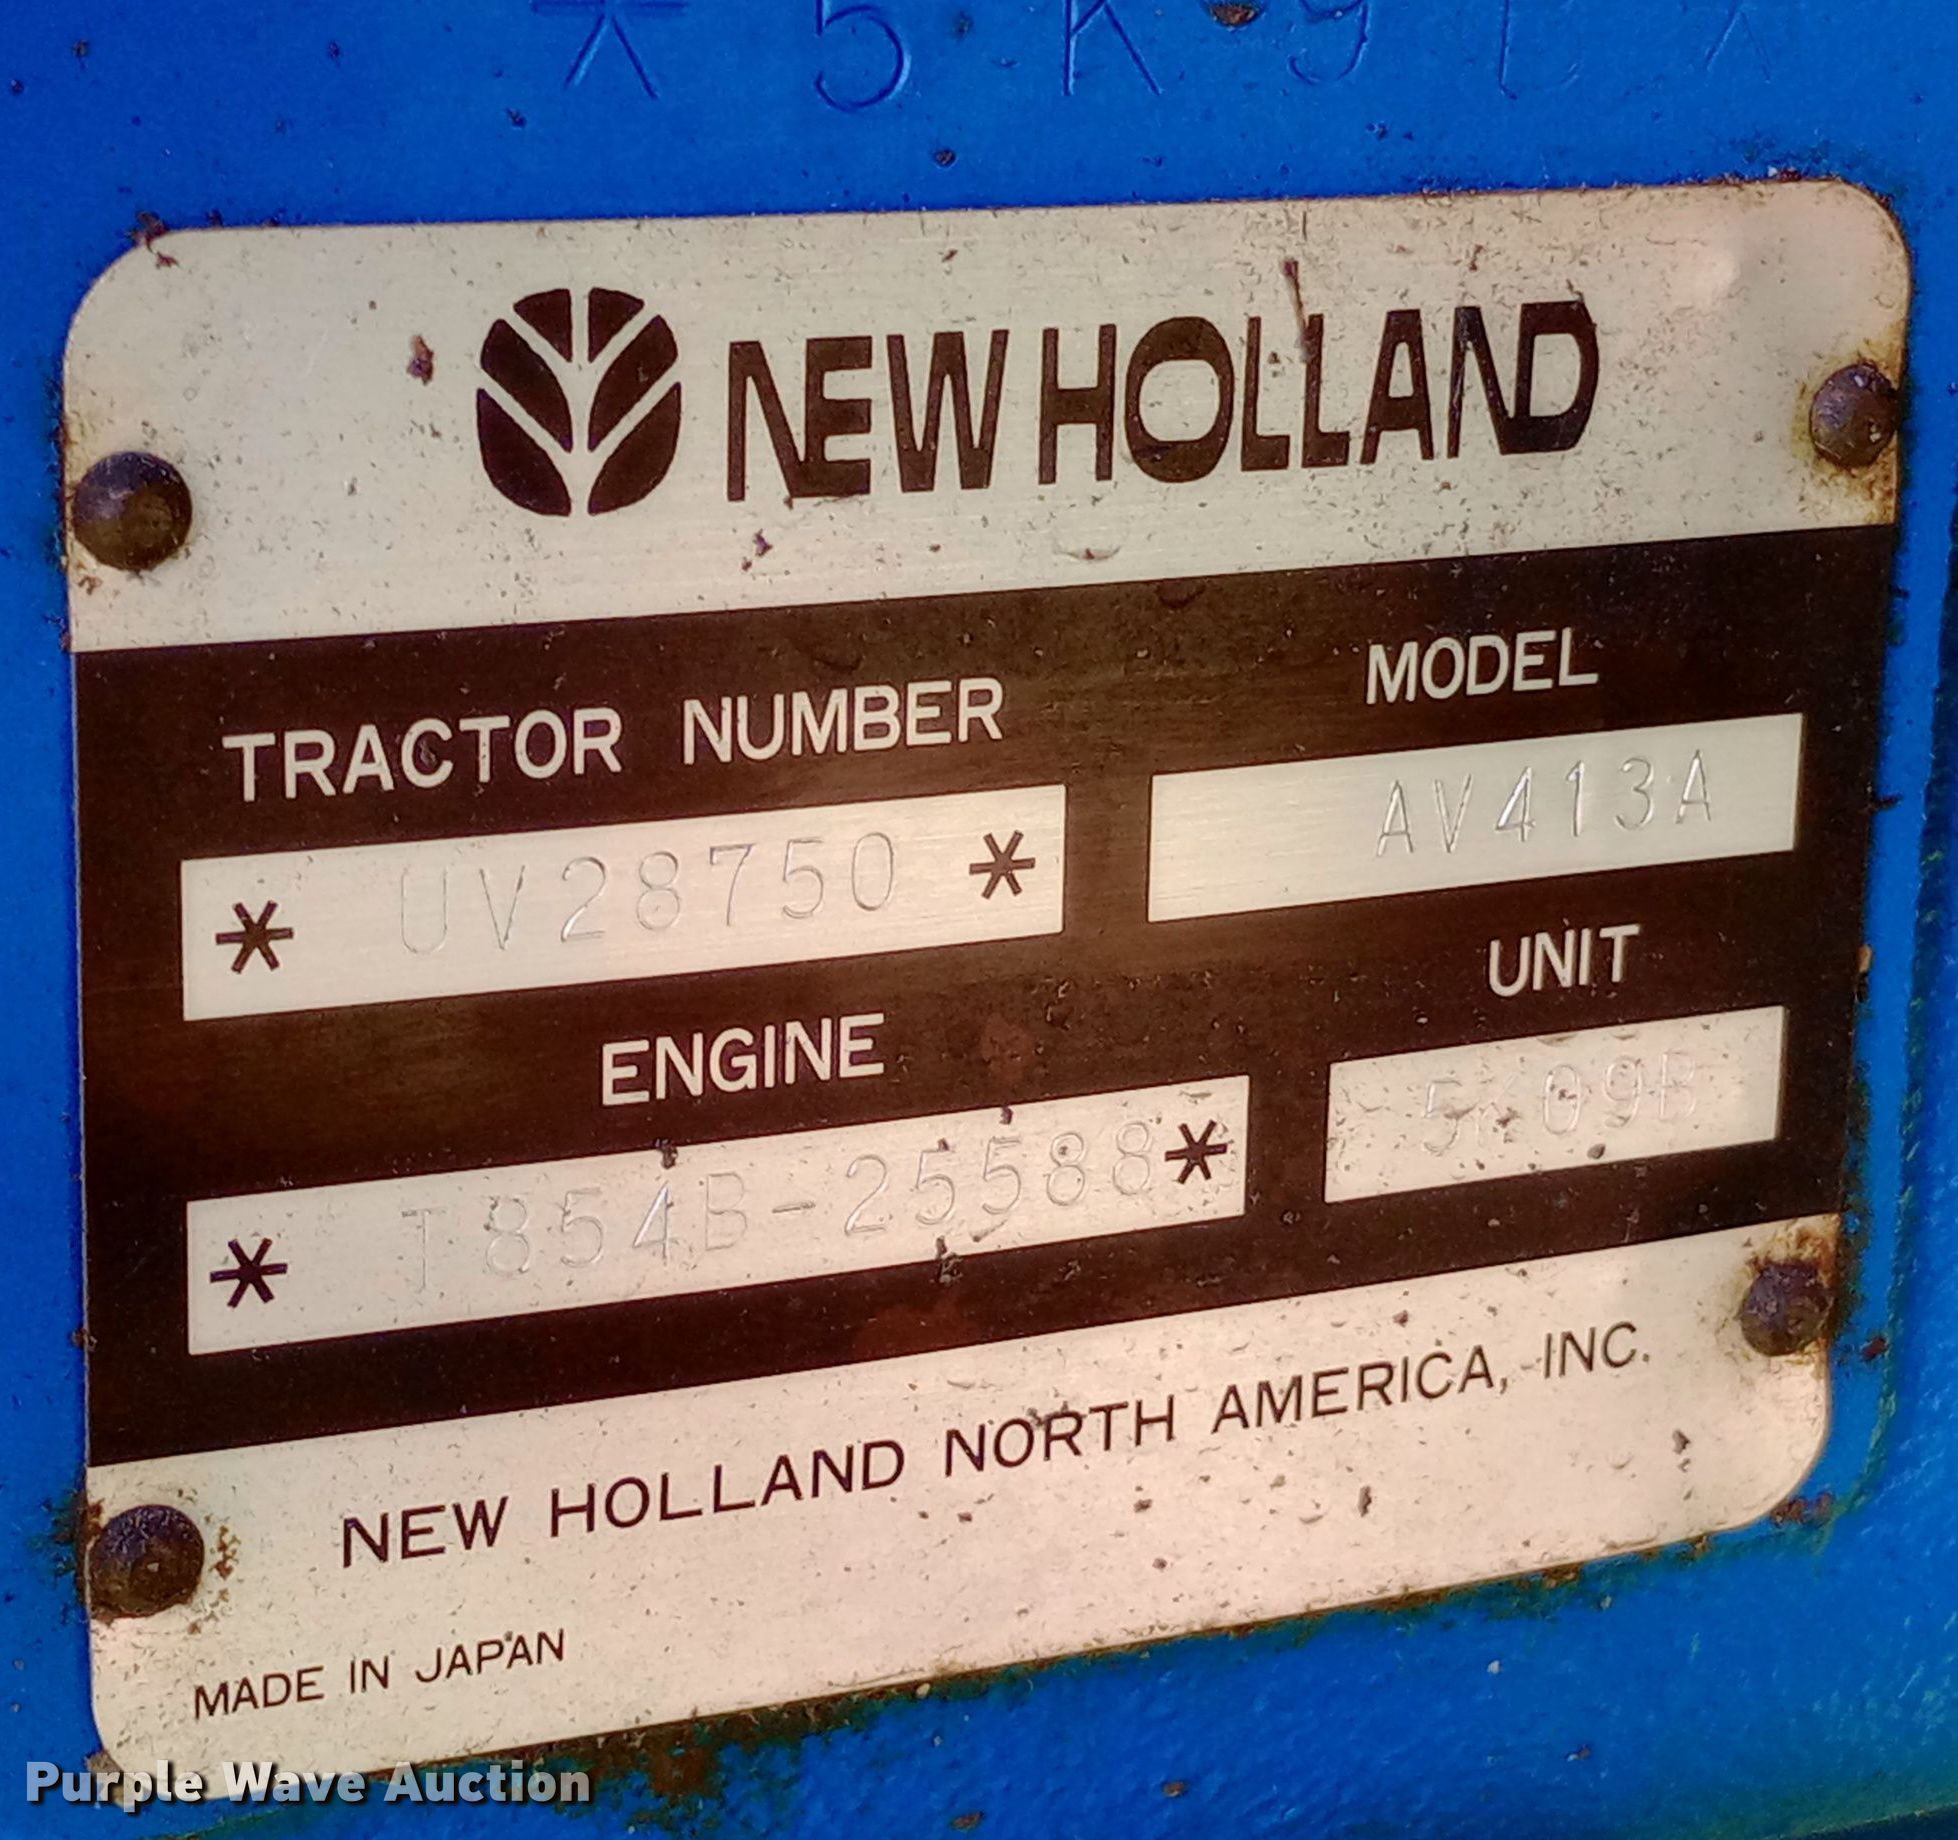 NEW HOLLAND
TRACTOR NUMBER MODEL
* UV28750 * AV413A
ENGINE UNIT
* T854B-25588* 5K09B
NEW HOLLAND NORTH AMERICA, INC.
MADE IN JAPAN
Purple Wave Auction